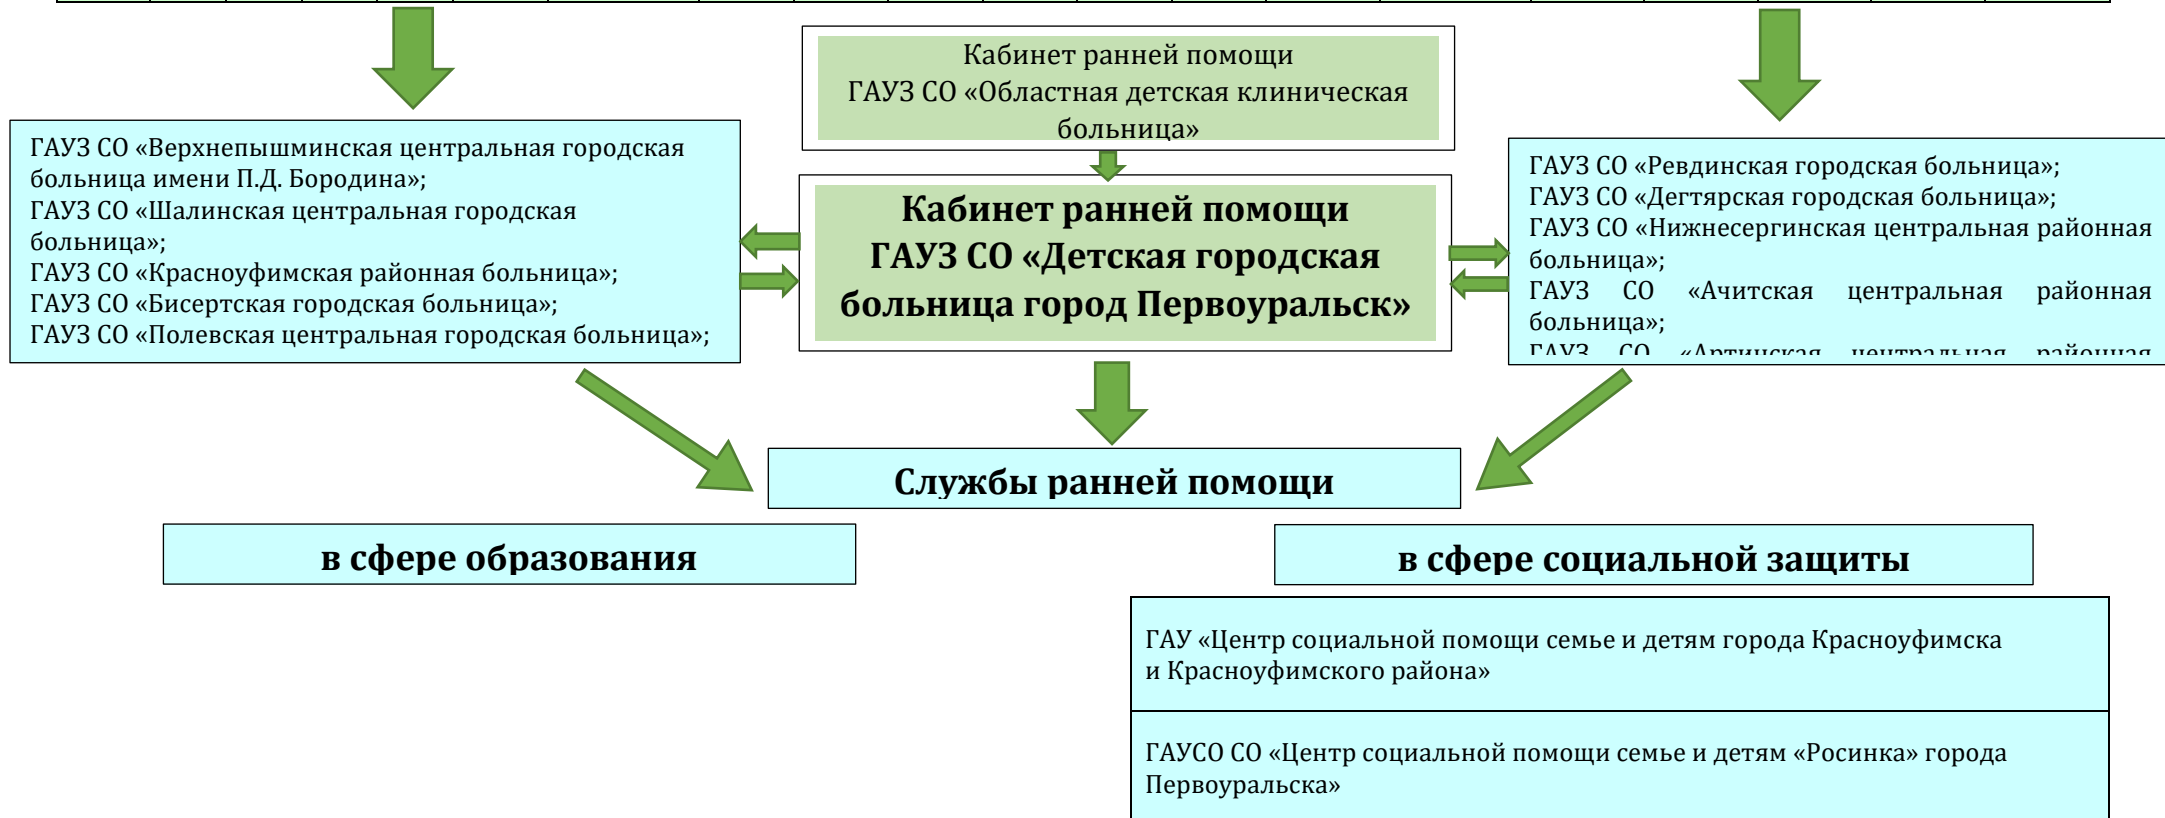 Кабинет ранней помощи
ГАУЗ СО «Областная детская клиническая
больница»
ГАУЗ СО «Верхнепышминская центральная городская
больница имени П.Д. Бородина»;
ГАУЗ СО «Шалинская центральная городская
больница»;
ГАУЗ СО «Красноуфимская районная больница»;
ГАУЗ СО «Бисертская городская больница»;
ГАУЗ СО «Полевская центральная городская больница»;
Кабинет ранней помощи
ГАУЗ СО «Детская городская
больница город Первоуральск»
ГАУЗ СО «Ревдинская городская больница»;
ГАУЗ СО «Дегтярская городская больница»;
ГАУЗ СО «Нижнесергинская центральная районная
больница»;
ГАУЗ СО «Ачитская центральная районная
больница»;
ГАУЗ СО «Артинская центральная районная
Службы ранней помощи
в сфере образования
в сфере социальной защиты
ГАУ «Центр социальной помощи семье и детям города Красноуфимска
и Красноуфимского района»
ГАУСО СО «Центр социальной помощи семье и детям «Росинка» города
Первоуральска»